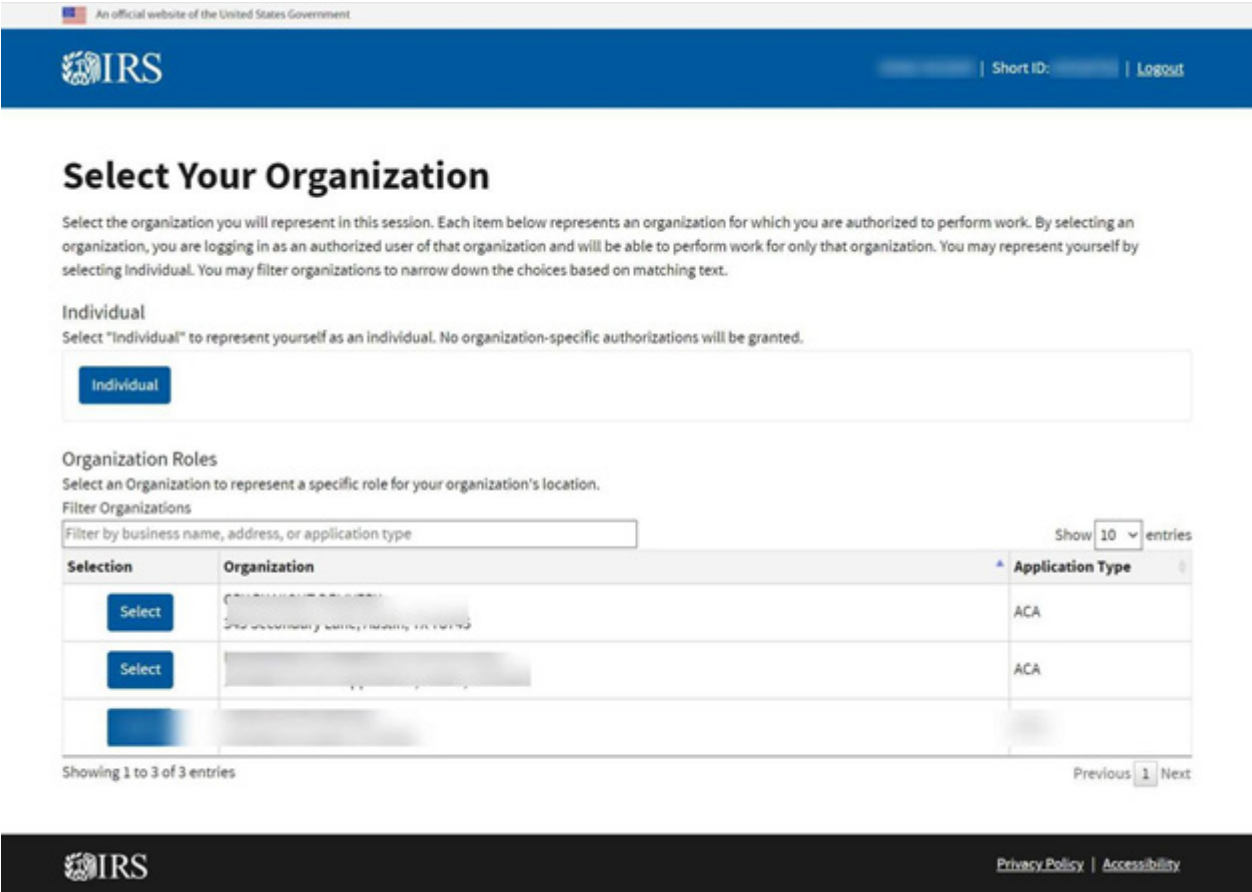 An official website of the United States Government
IRS
| Short ID: | Logout
Select Your Organization
Select the organization you will represent in this session. Each item below represents an organization for which you are authorized to perform work. By selecting an
organization, you are logging in as an authorized user of that organization and will be able to perform work for only that organization. You may represent yourself by
selecting Individual. You may filter organizations to narrow down the choices based on matching text.
Individual
Select "Individual" to represent yourself as an individual. No organization-specific authorizations will be granted.
Individual
Organization Roles
Select an Organization to represent a specific role for your organization's location.
Filter Organizations
Filter by business name, address, or application type
Show 10 entries
Selection Organization Application Type
Select ACA
Select ACA
Showing 1 to 3 of 3 entries
Previous 1 Next
IRS
Privacy Policy | Accessibility